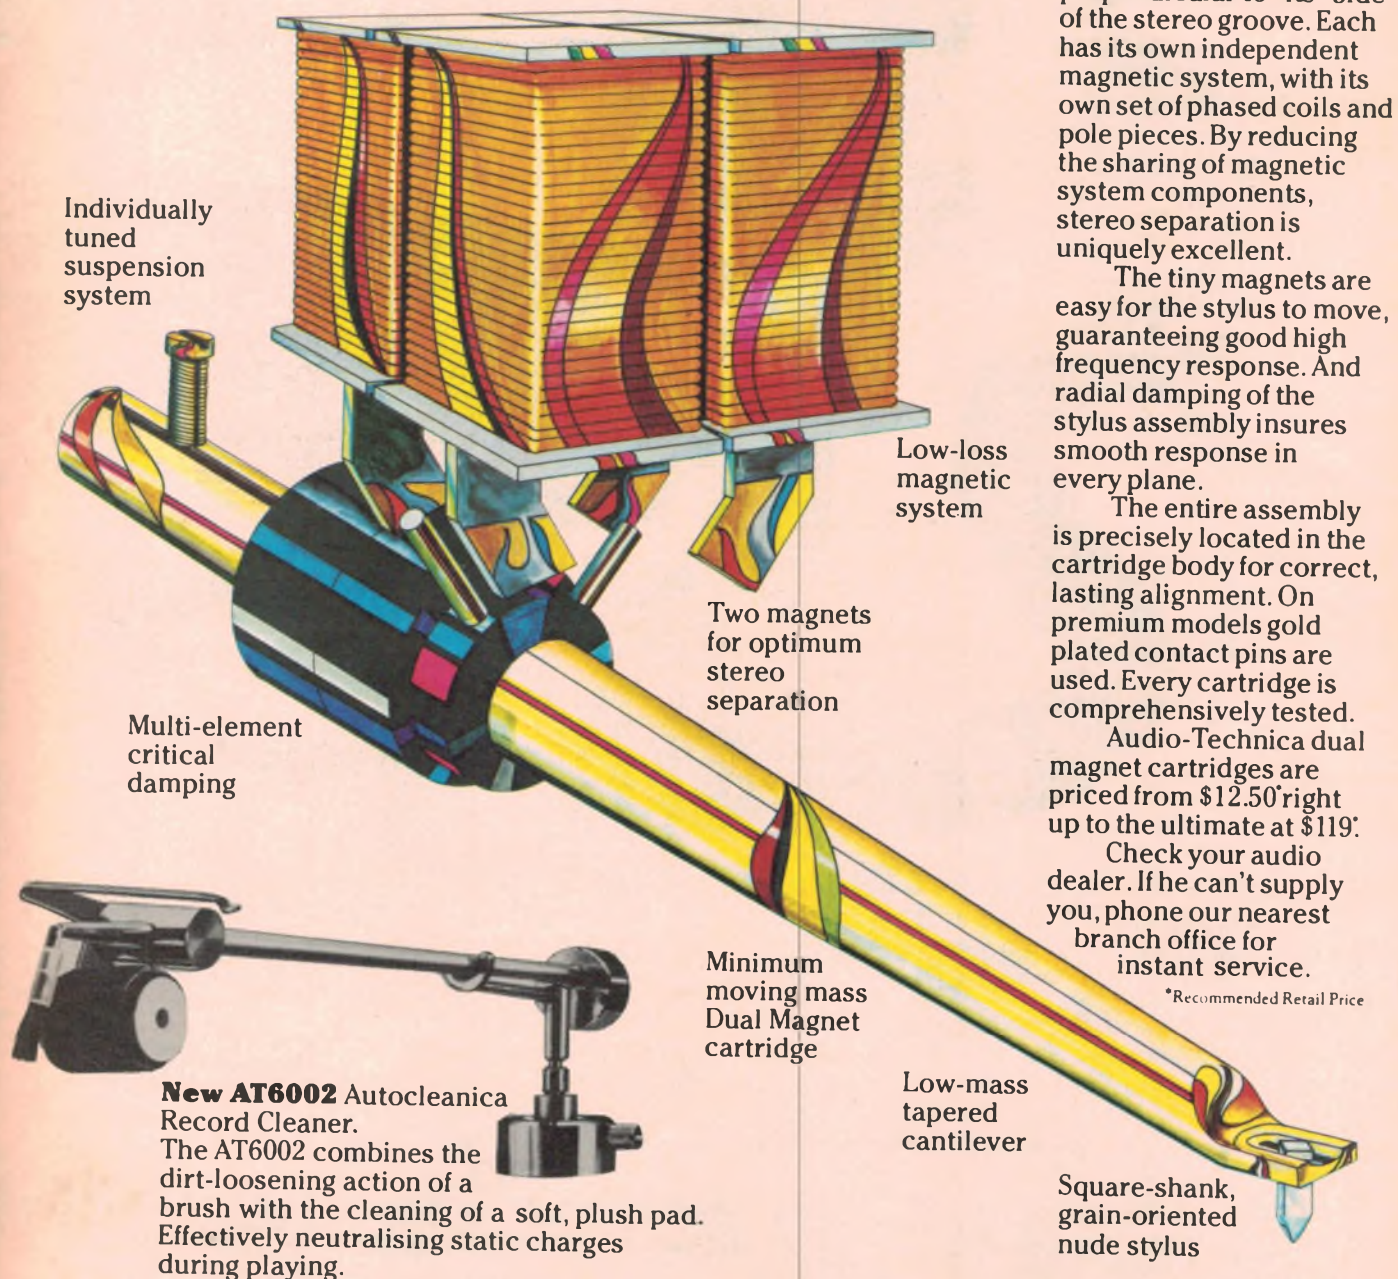 of the stereo groove. Each
has its own independent
magnetic system, with its
own set of phased coils and
pole pieces. By reducing
the sharing of magnetic
system components,
stereo separation is
uniquely excellent.
The tiny magnets are
easy for the stylus to move,
guaranteeing good high
frequency response. And
radial damping of the
stylus assembly insures
smooth response in
every plane.
The entire assembly
is precisely located in the
cartridge body for correct,
lasting alignment. On
premium models gold
plated contact pins are
used. Every cartridge is
comprehensively tested.
Audio-Technica dual
magnet cartridges are
priced from $12.50* right
up to the ultimate at $119*.
Check your audio
dealer. If he can't supply
you, phone our nearest
branch office for
instant service.
*Recommended Retail Price
Individually
tuned
suspension
system
Low-loss
magnetic
system
Two magnets
for optimum
stereo
separation
Multi-element
critical
damping
Minimum
moving mass
Dual Magnet
cartridge
Low-mass
tapered
cantilever
Square-shank,
grain-oriented
nude stylus
New AT6002 Autocleanica
Record Cleaner.
The AT6002 combines the
dirt-loosening action of a
brush with the cleaning of a soft, plush pad.
Effectively neutralising static charges
during playing.